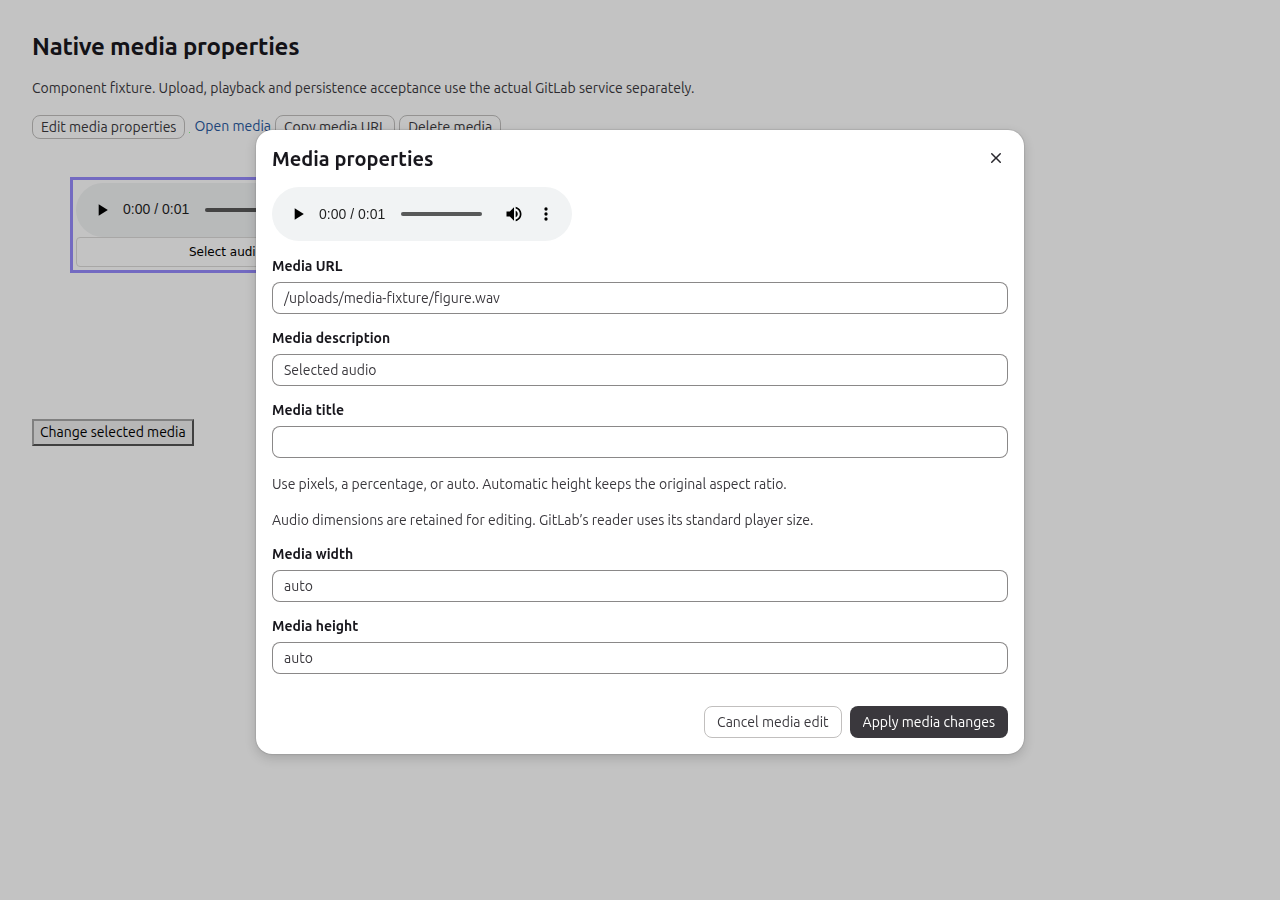 Native media properties
Component fixture. Upload, playback and persistence acceptance use the actual GitLab service separately.
Edit media properties Open media Copy media URL Delete media
Media properties
0:00 / 0:01
0:00 / 0:01
Select audi
Media URL
/uploads/media-fixture/figure.wav
Media description
Selected audio
Media title
Change selected media
Use pixels, a percentage, or auto. Automatic height keeps the original aspect ratio.
Audio dimensions are retained for editing. GitLab’s reader uses its standard player size.
Media width
auto
Media height
auto
Cancel media edit Apply media changes